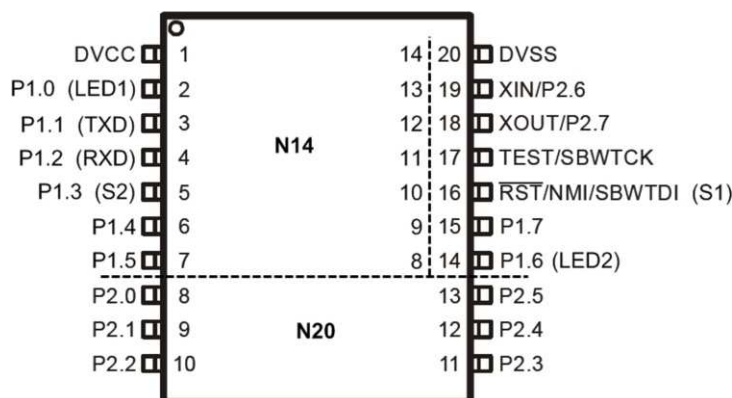 DVCC 1 14 20 DVSS
P1.0 (LED1) 2 13 19 XIN/P2.6
P1.1 (TXD) 3 12 18 XOUT/P2.7
N14
P1.2 (RXD) 4 11 17 TEST/SBWTCK
P1.3 (S2) 5 10 16 RST/NMI/SBWTDI (S1)
P1.4 6 9 15 P1.7
P1.5 7 8 14 P1.6 (LED2)
P2.0 8 13 P2.5
P2.1 9 N20 12 P2.4
P2.2 10 11 P2.3